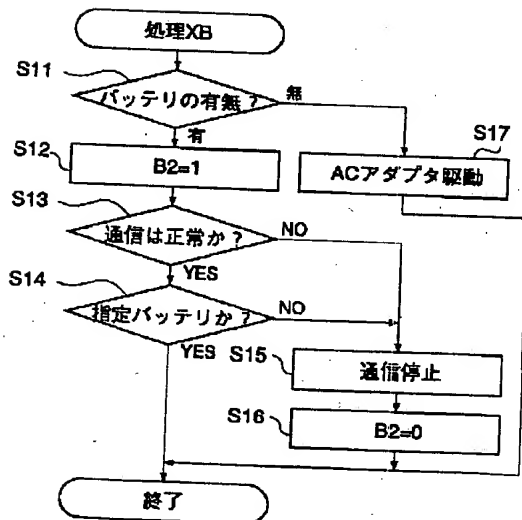 処理XB
S11
バッテリの有無?
無
有
S17
ACアダプタ駆動
S12
B2=1
S13
通信は正常か?
NO
YES
S14
指定バッテリか?
NO
YES
S15
通信停止
S16
B2=0
終了